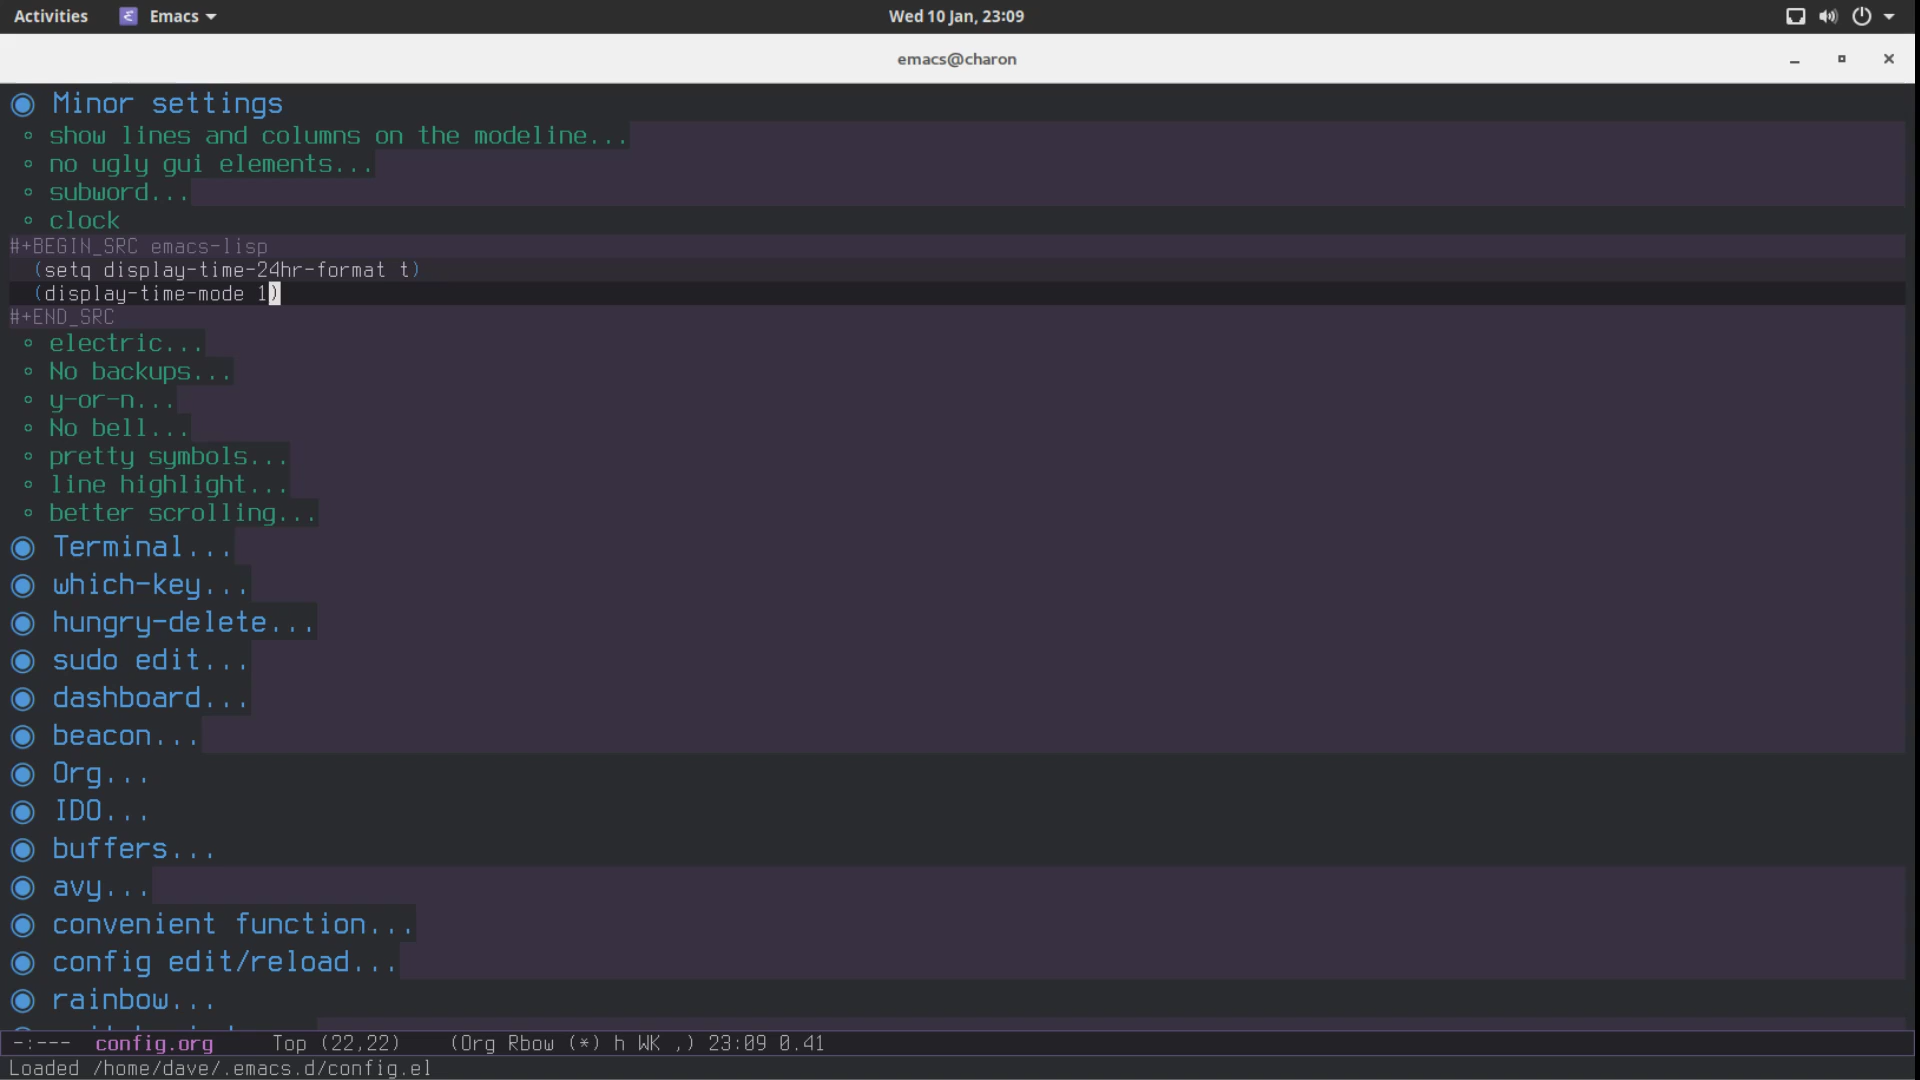 Activities Emacs Wed 10 Jan, 23:09
emacs@charon
Minor settings
show lines and columns on the modeline...
no ugly gui elements...
subword...
clock
#+BEGIN_SRC emacs-lisp
(setq display-time-24hr-format t)
(display-time-mode 1)
#+END_SRC
electric...
No backups...
y-or-n...
No bell...
pretty symbols...
line highlight...
better scrolling...
Terminal...
which-key...
hungry-delete...
sudo edit...
dashboard...
beacon...
Org...
IDO...
buffers...
avy...
convenient function...
config edit/reload...
rainbow...
-:--- config.org Top (22,22) (Org Rbow (*) h WK ,) 23:09 0.41
Loaded /home/dave/.emacs.d/config.el